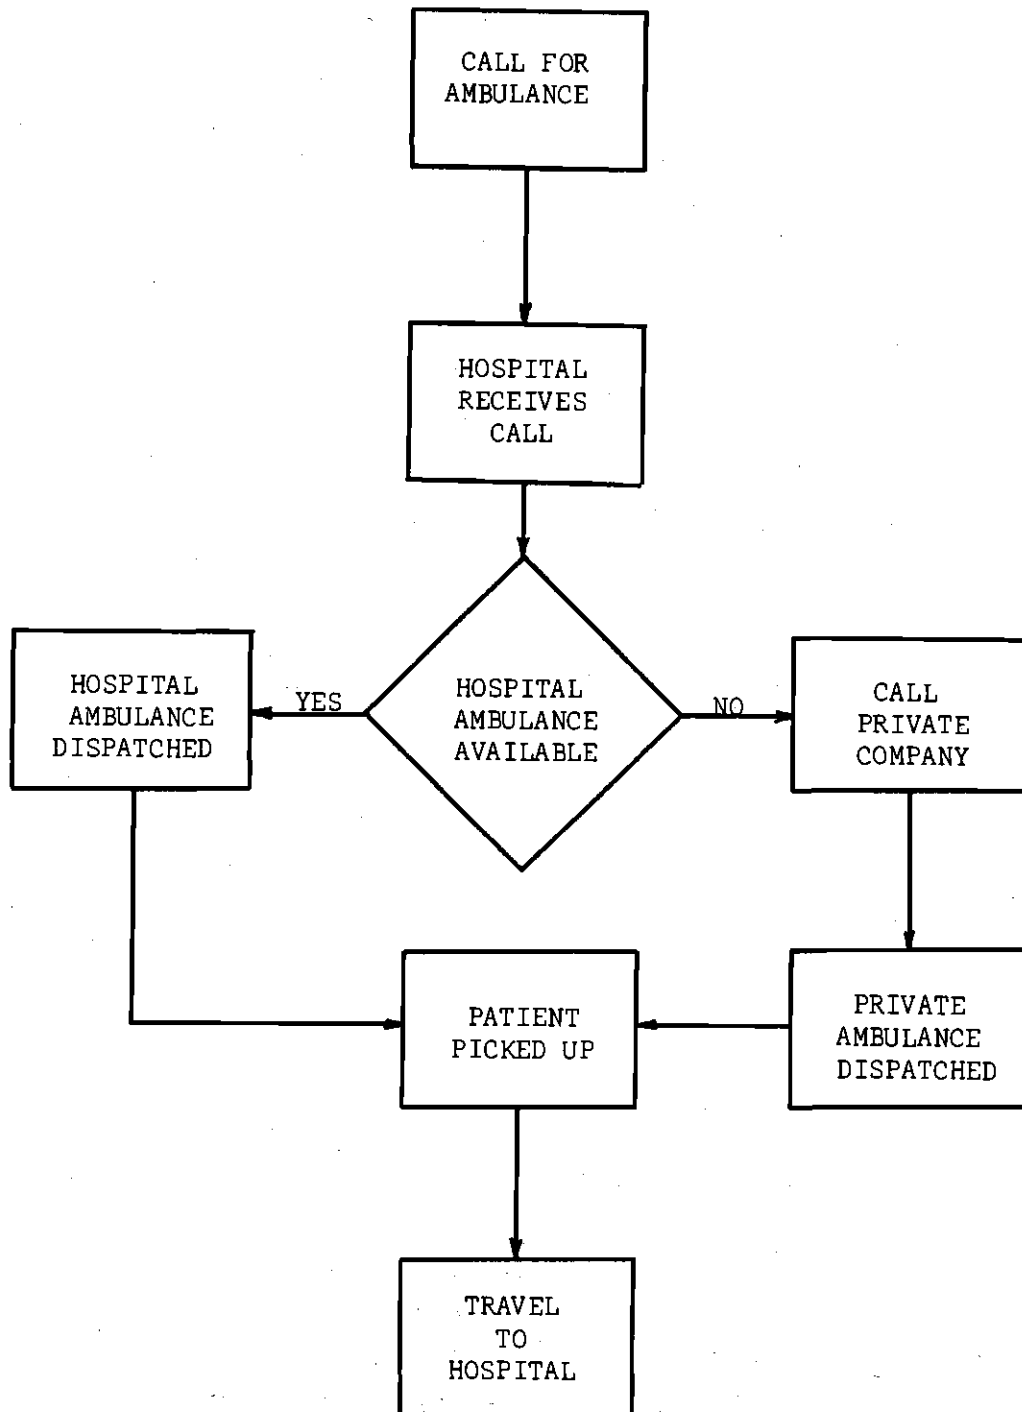 CALL FOR
AMBULANCE
HOSPITAL
RECEIVES
CALL
HOSPITAL
AMBULANCE
DISPATCHED
YES
HOSPITAL
AMBULANCE
AVAILABLE
NO
CALL
PRIVATE
COMPANY
PATIENT
PICKED UP
PRIVATE
AMBULANCE
DISPATCHED
TRAVEL
TO
HOSPITAL